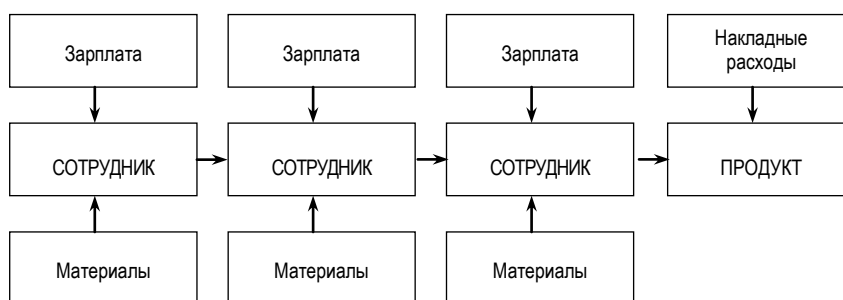 Зарплата
Зарплата
Зарплата
Накладные
расходы
СОТРУДНИК
СОТРУДНИК
СОТРУДНИК
ПРОДУКТ
Материалы
Материалы
Материалы